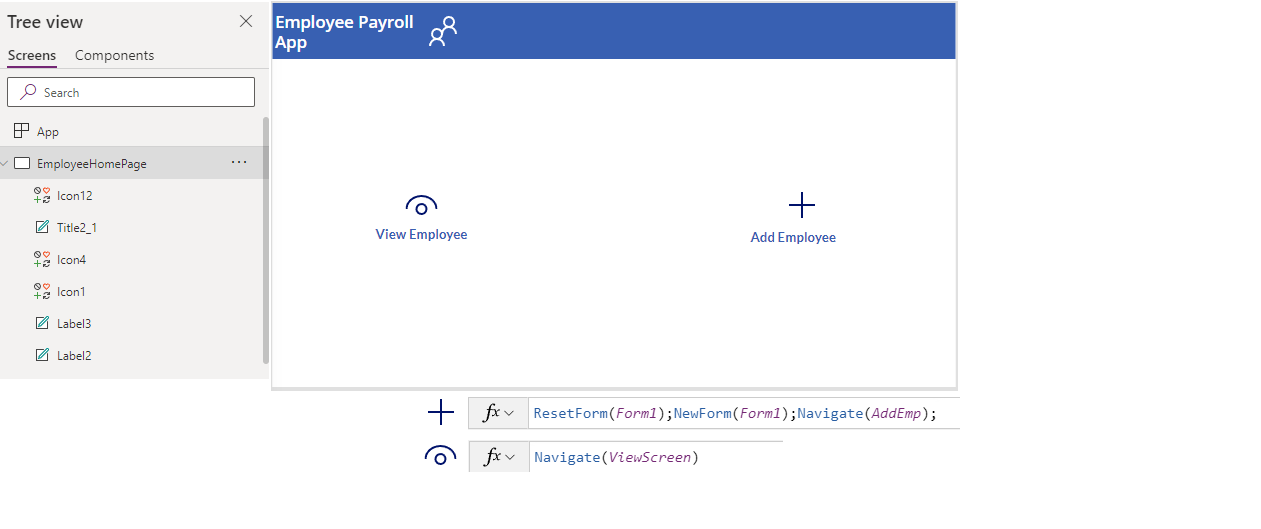 Tree view
Screens Components
Search
App
EmployeeHomePage
Icon12
Title2_1
Icon4
Icon1
Label3
Label2
Employee Payroll
App
View Employee
Add Employee
fx ResetForm(Form1);NewForm(Form1);Navigate(AddEmp);
fx Navigate(ViewScreen)